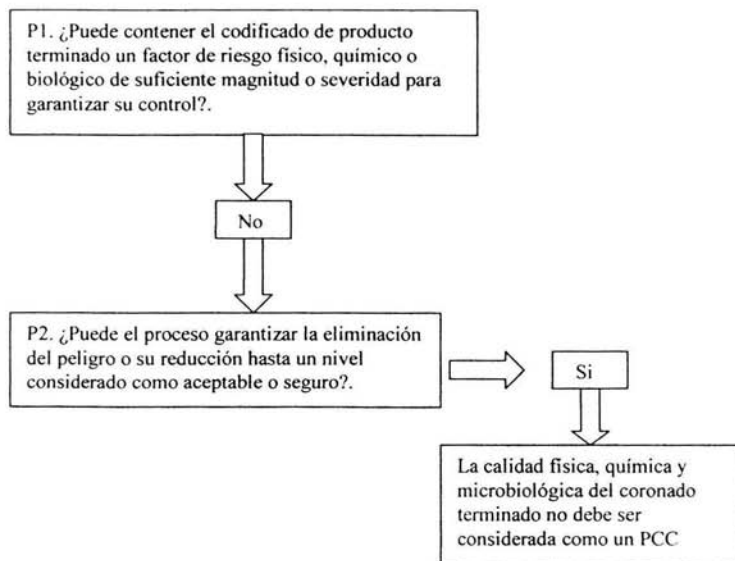 P1. ¿Puede contener el codificado de producto
terminado un factor de riesgo físico, químico o
biológico de suficiente magnitud o severidad para
garantizar su control?.
No
P2. ¿Puede el proceso garantizar la eliminación
del peligro o su reducción hasta un nivel
considerado como aceptable o seguro?.
Si
La calidad física, química y
microbiológica del coronado
terminado no debe ser
considerada como un PCC